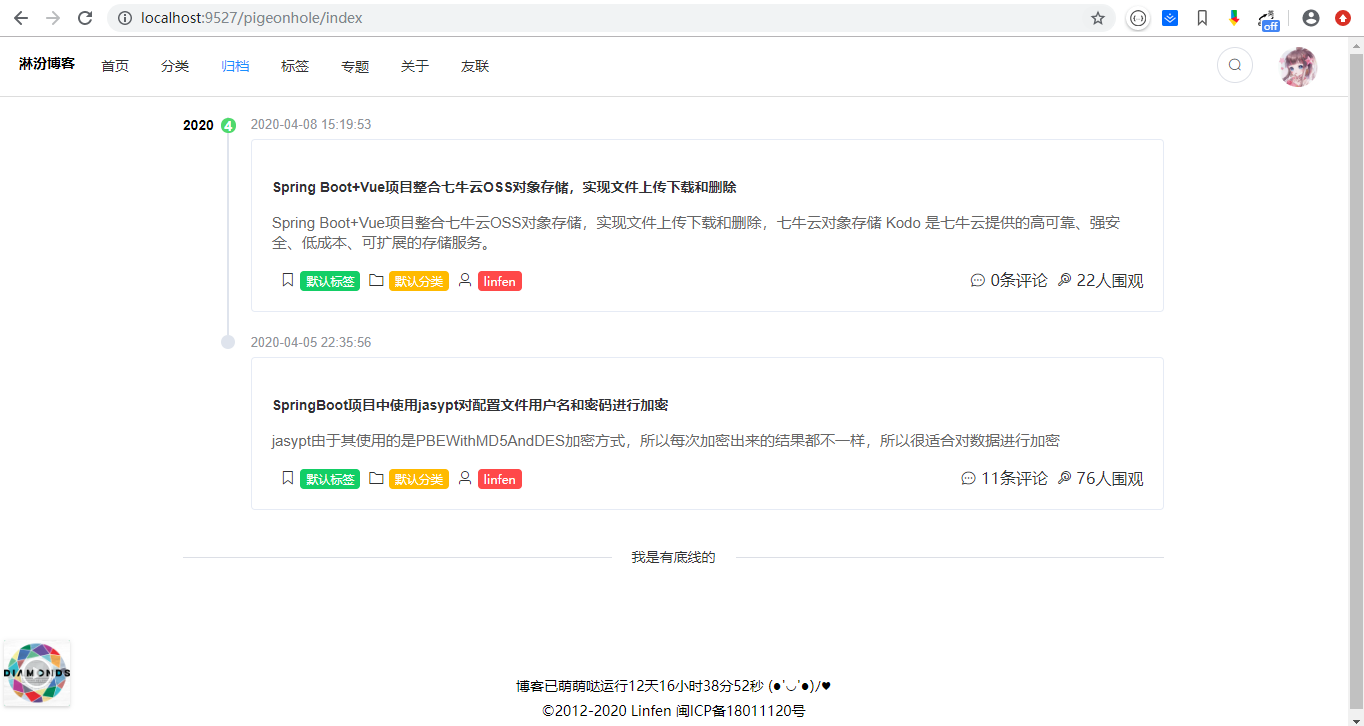 localhost:9527/pigeonhole/index
off
淋汾博客 首页 分类 归档 标签 专题 关于 友联
2020 4 2020-04-08 15:19:53
Spring Boot+Vue项目整合七牛云OSS对象存储，实现文件上传下载和删除
Spring Boot+Vue项目整合七牛云OSS对象存储，实现文件上传下载和删除，七牛云对象存储 Kodo 是七牛云提供的高可靠、强安
全、低成本、可扩展的存储服务。
默认标签 默认分类 linfen 0条评论 22人围观
2020-04-05 22:35:56
SpringBoot项目中使用jasypt对配置文件用户名和密码进行加密
jasypt由于其使用的是PBEWithMD5AndDES加密方式，所以每次加密出来的结果都不一样，所以很适合对数据进行加密
默认标签 默认分类 linfen 11条评论 76人围观
我是有底线的
DIAMONDS
博客已萌萌哒运行12天16小时38分52秒 (●'◡'●)/♥
©2012-2020 Linfen 闽ICP备18011120号